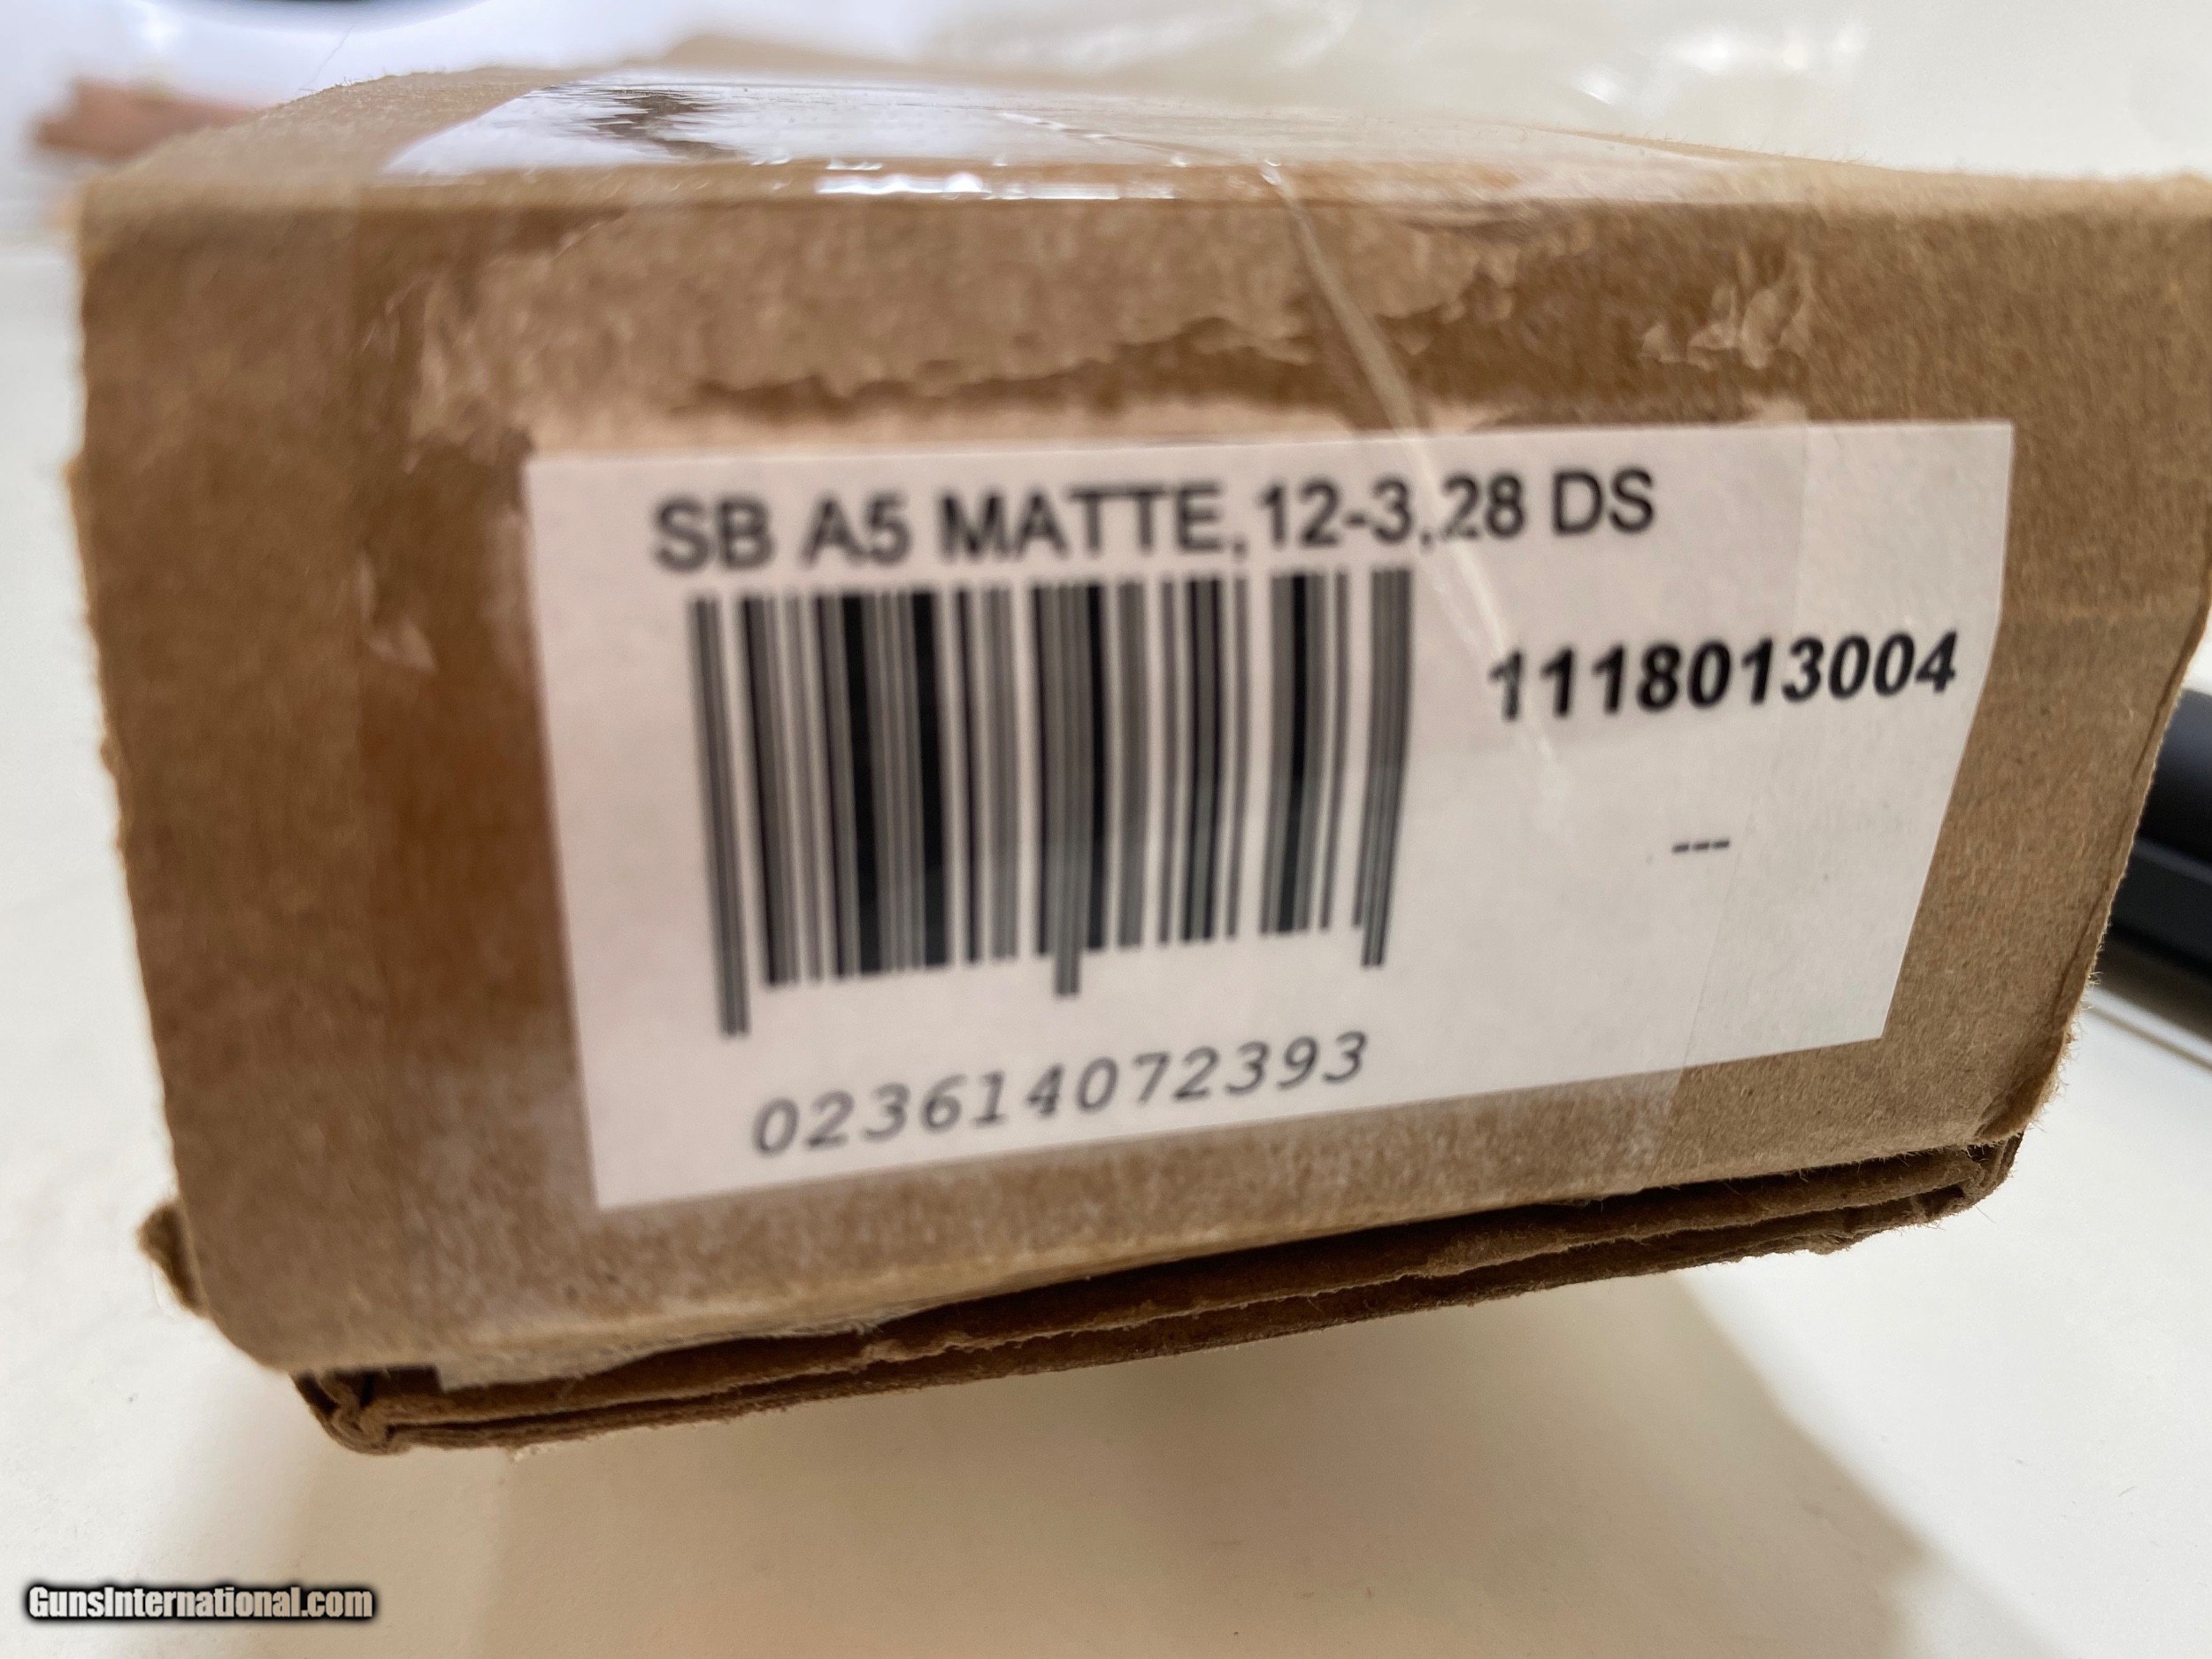 SB A5 MATTE,12-3,28 DS
1118013004
---
023614072393
GunsInternational.com